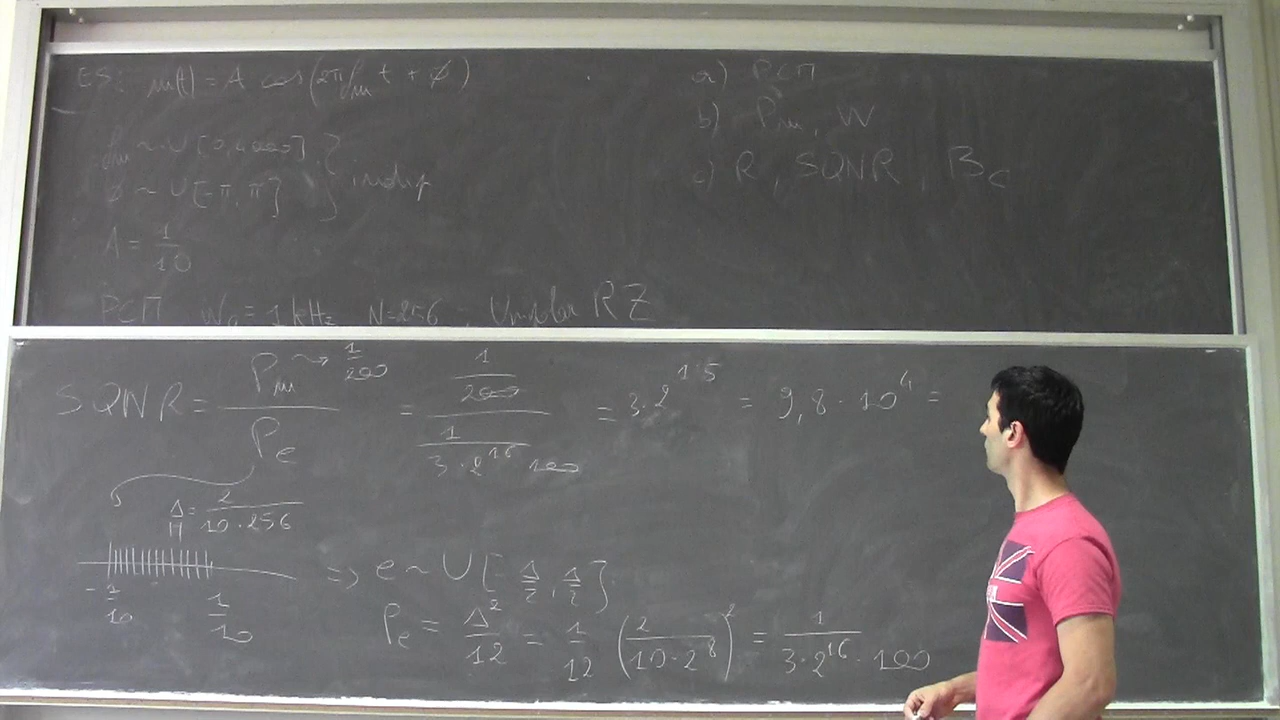 ES: m(t) = A cos(2π fₘ t + φ)
fₘ ~ U[0, 4000]
φ ~ U[-π, π] } indip
A = 1/10
PCM W_G = 1 kHz N=256, Unipolar RZ
a) PCM
b) Pₘ, W
c) R, SQNR, B_C
SQNR = Pₘ/Pₑ = (1/200)/(1/(3·2^16 100)) = 3·2^15 = 9,8·10^4 =
Pₘ → 1/200
Δ = 2/(10·256)
-1/10 1/10 => e ~ U[-Δ/2, Δ/2]
Pₑ = Δ²/12 = 1/12 (2/(10·2^8))² = 1/(3·2^16·100)